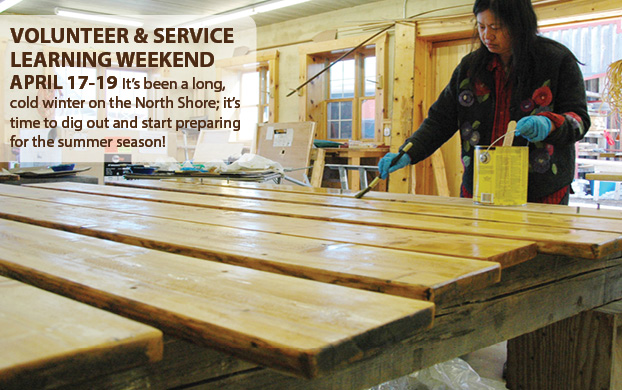 VOLUNTEER & SERVICE
LEARNING WEEKEND
APRIL 17-19 It's been a long,
cold winter on the North Shore; it's
time to dig out and start preparing
for the summer season!